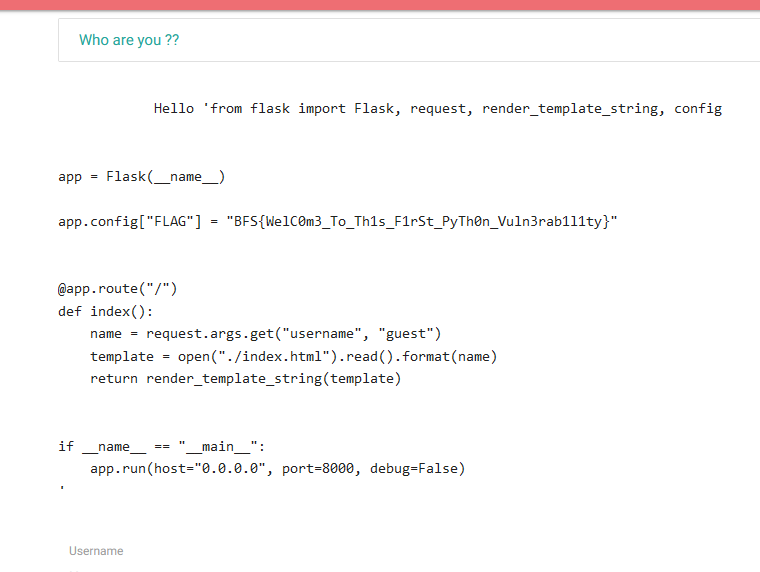 Who are you ??
Hello 'from flask import Flask, request, render_template_string, config
app = Flask(__name__)
app.config["FLAG"] = "BFS{WelC0m3_To_Th1s_F1rSt_PyTh0n_Vuln3rab1l1ty}"
@app.route("/")
def index():
    name = request.args.get("username", "guest")
    template = open("./index.html").read().format(name)
    return render_template_string(template)
if __name__ == "__main__":
    app.run(host="0.0.0.0", port=8000, debug=False)
'
Username